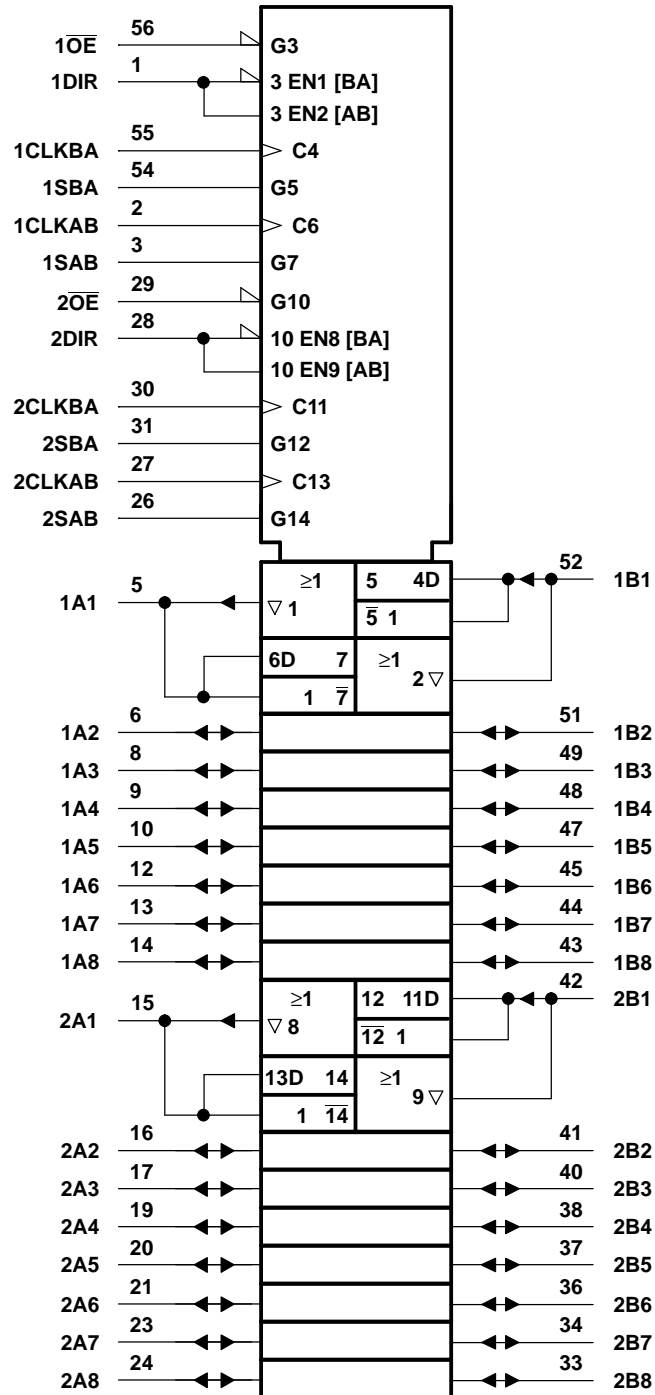 1OE 56 G3
1DIR 1 3 EN1 [BA]
3 EN2 [AB]
1CLKBA 55 C4
1SBA 54 G5
1CLKAB 2 C6
1SAB 3 G7
2OE 29 G10
2DIR 28 10 EN8 [BA]
10 EN9 [AB]
2CLKBA 30 C11
2SBA 31 G12
2CLKAB 27 C13
2SAB 26 G14
1A1 5 ≥1 5 4D 52 1B1
▽ 1 5 1
6D 7 ≥1
1 7 2 ▽
1A2 6 51 1B2
1A3 8 49 1B3
1A4 9 48 1B4
1A5 10 47 1B5
1A6 12 45 1B6
1A7 13 44 1B7
1A8 14 43 1B8
2A1 15 ≥1 12 11D 42 2B1
▽ 8 12 1
13D 14 ≥1
1 14 9 ▽
2A2 16 41 2B2
2A3 17 40 2B3
2A4 19 38 2B4
2A5 20 37 2B5
2A6 21 36 2B6
2A7 23 34 2B7
2A8 24 33 2B8